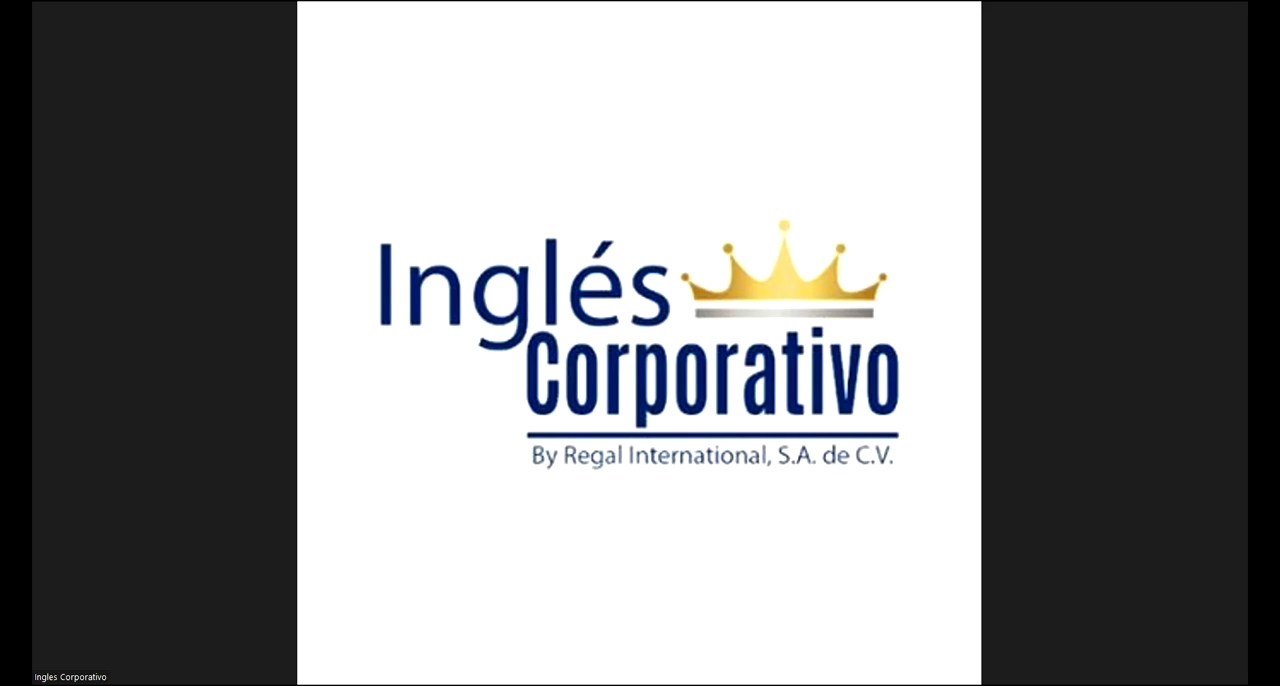 Inglés
Corporativo
By Regal International, S.A. de C.V.
Ingles Corporativo